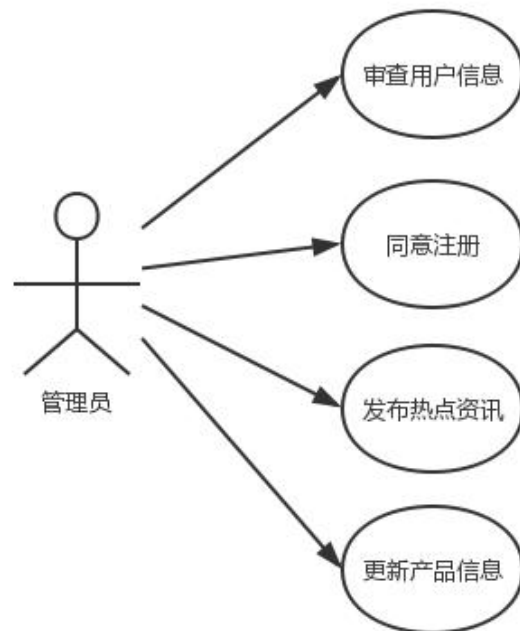 审查用户信息
同意注册
管理员
发布热点资讯
更新产品信息